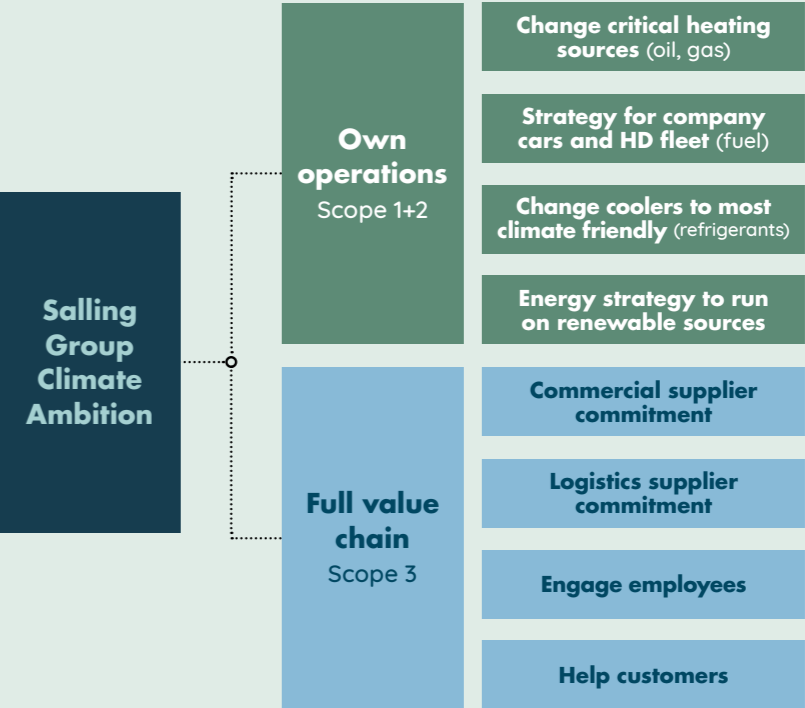 Salling
Group
Climate
Ambition
Own
operations
Scope 1+2
Change critical heating
sources (oil, gas)
Strategy for company
cars and HD fleet (fuel)
Change coolers to most
climate friendly (refrigerants)
Energy strategy to run
on renewable sources
Full value
chain
Scope 3
Commercial supplier
commitment
Logistics supplier
commitment
Engage employees
Help customers